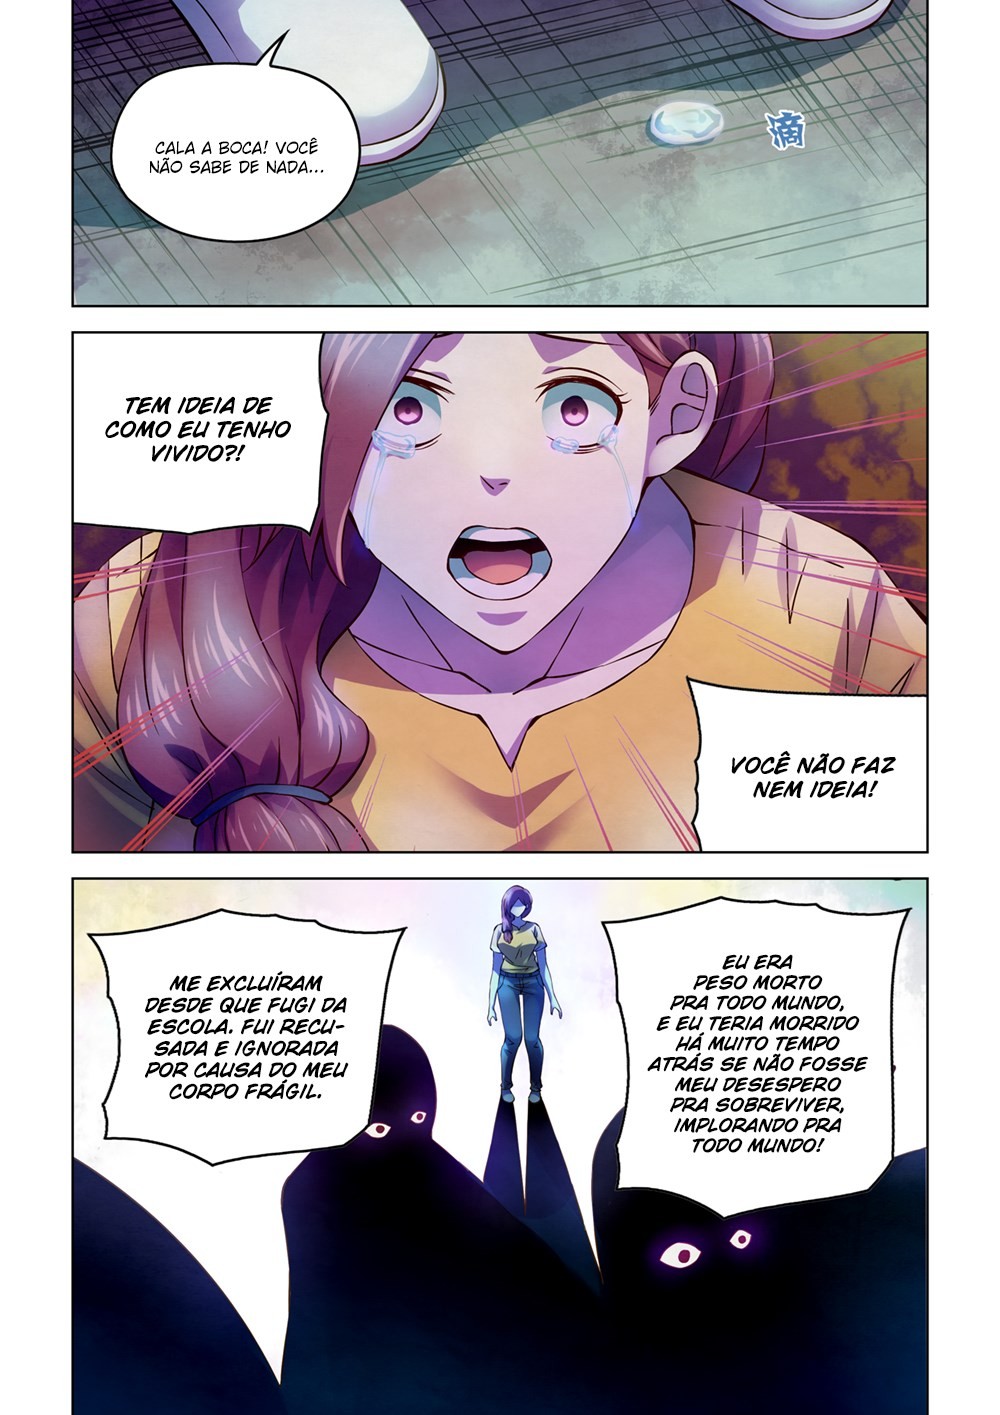 CALA A BOCA! VOCÊ
NÃO SABE DE NADA...
滴
TEM IDEIA DE
COMO EU TENHO
VIVIDO?!
VOCÊ NÃO FAZ
NEM IDEIA!
ME EXCLUÍRAM
DESDE QUE FUGI DA
ESCOLA. FUI RECU-
SADA E IGNORADA
POR CAUSA DO MEU
CORPO FRÁGIL.
EU ERA
PESO MORTO
PRA TODO MUNDO,
E EU TERIA MORRIDO
HÁ MUITO TEMPO
ATRÁS SE NÃO FOSSE
MEU DESESPERO
PRA SOBREVIVER,
IMPLORANDO PRA
TODO MUNDO!